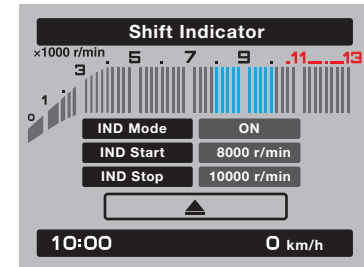 Shift Indicator
×1000 r/min
0 1 3 . 5 . 7 . 9 . 11 . 13
IND Mode ON
IND Start 8000 r/min
IND Stop 10000 r/min
10:00 0 km/h